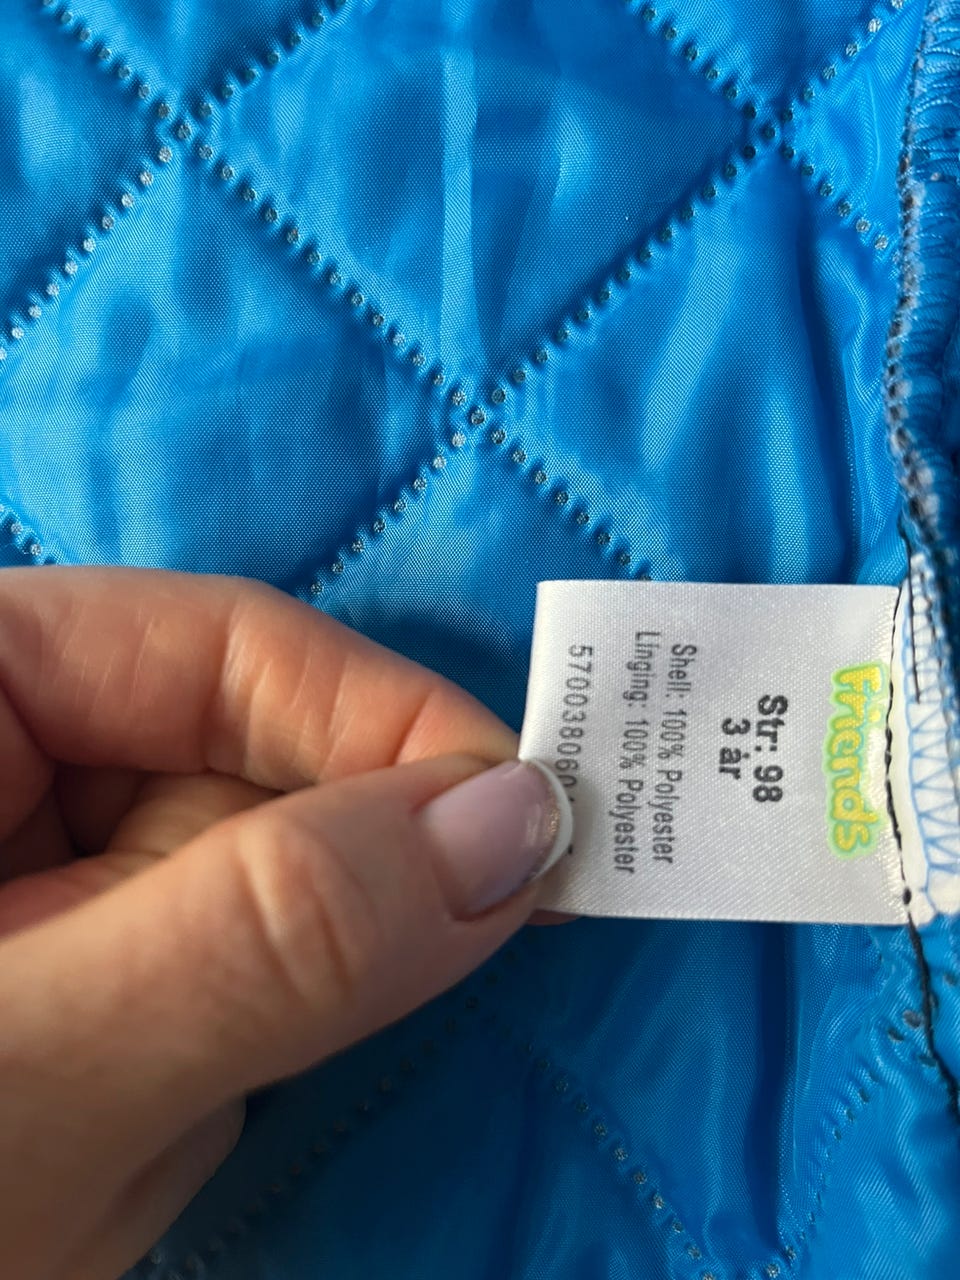 Friends
Str: 98
3 år
Shell: 100% Polyester
Linging: 100% Polyester